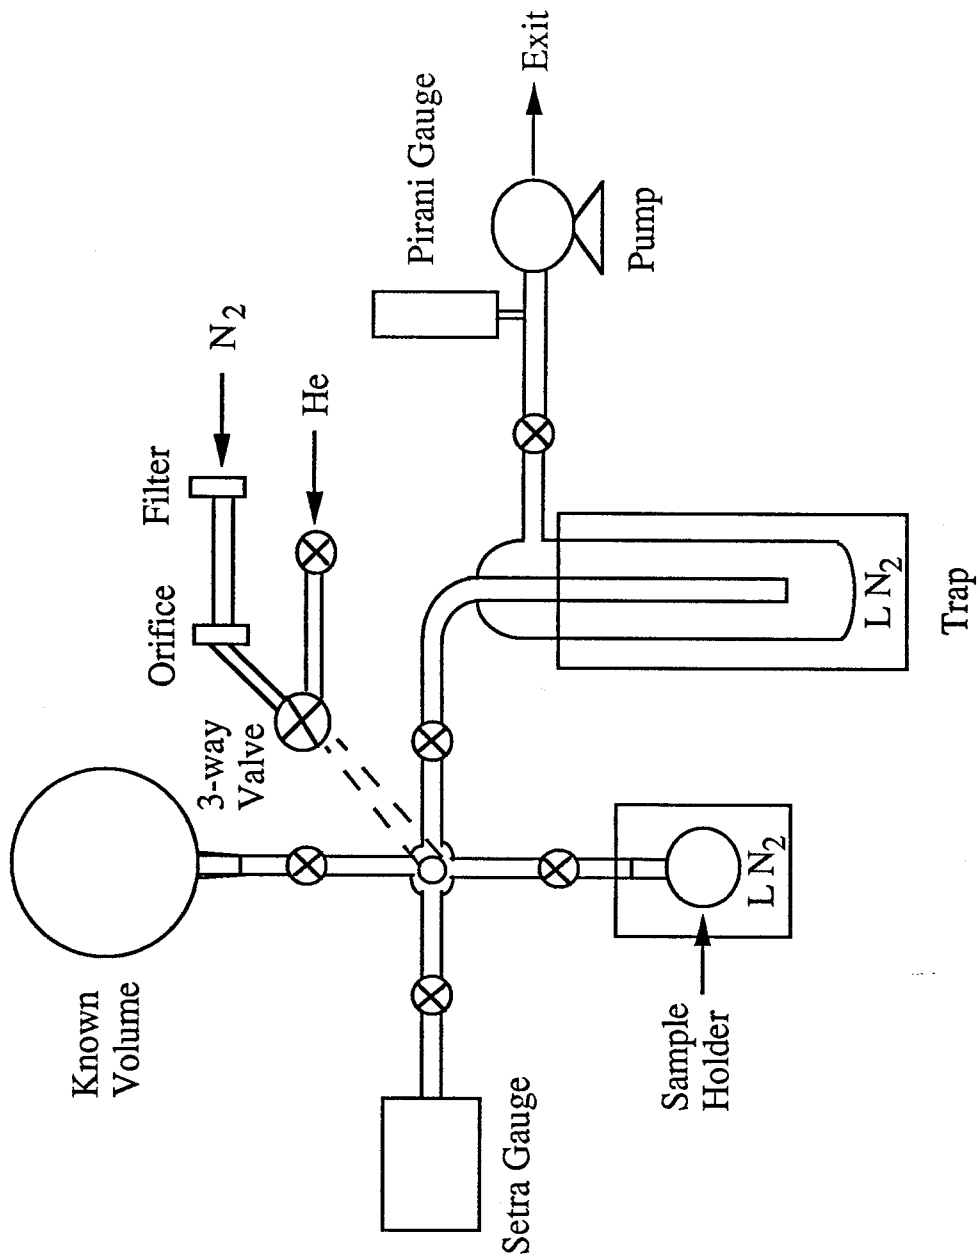 Known
Volume
3-way
Valve
Orifice
Filter
N2
He
Pirani Gauge
Exit
Pump
Setra Gauge
Sample
Holder
L N2
L N2
Trap